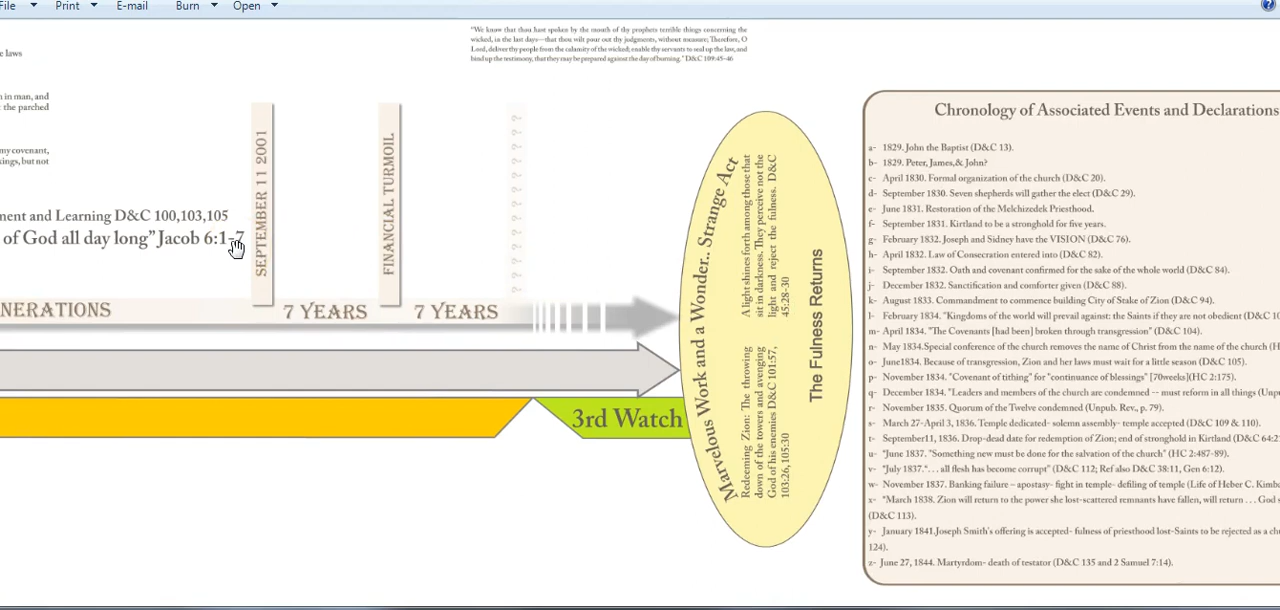 File
Print
E-mail
Burn
Open
e laws
"We know that thou hast spoken by the mouth of thy prophets terrible things concerning the
wicked, in the last days—that thou wilt pour out thy judgments, without measure; Therefore, O
Lord, deliver thy people from the calamity of the wicked; enable thy servants to seal up the law, and
bind up the testimony, that they may be prepared against the day of burning." D&C 109:45-46
n in man, and
the parched
my covenant,
kings, but not
ment and Learning D&C 100,103,105
of God all day long" Jacob 6:1-7
SEPTEMBER 11 2001
FINANCIAL TURMOIL
? ? ? ? ? ? ? ? ? ?
NERATIONS
7 YEARS
7 YEARS
3rd Watch
Marvelous Work and a Wonder.. Strange Act
A light shines forth among those that
sit in darkness. They perceive not the
light and reject the fulness. D&C
45:28-30
Redeeming Zion: The throwing
down of the towers and avenging
God of his enemies D&C 101:57,
103:26, 105:30
The Fulness Returns
Chronology of Associated Events and Declarations
a- 1829. John the Baptist (D&C 13).
b- 1829. Peter, James,& John?
c- April 1830. Formal organization of the church (D&C 20).
d- September 1830. Seven shepherds will gather the elect (D&C 29).
e- June 1831. Restoration of the Melchizedek Priesthood.
f- September 1831. Kirtland to be a stronghold for five years.
g- February 1832. Joseph and Sidney have the VISION (D&C 76).
h- April 1832. Law of Consecration entered into (D&C 82).
i- September 1832. Oath and covenant confirmed for the sake of the whole world (D&C 84).
j- December 1832. Sanctification and comforter given (D&C 88).
k- August 1833. Commandment to commence building City of Stake of Zion (D&C 94).
l- February 1834. "Kingdoms of the world will prevail against: the Saints if they are not obedient (D&C 10
m- April 1834. "The Covenants [had been] broken through transgression" (D&C 104).
n- May 1834.Special conference of the church removes the name of Christ from the name of the church (H
o- June1834. Because of transgression, Zion and her laws must wait for a little season (D&C 105).
p- November 1834. "Covenant of tithing" for "continuance of blessings" [70weeks](HC 2:175).
q- December 1834. "Leaders and members of the church are condemned -- must reform in all things (Unpu
r- November 1835. Quorum of the Twelve condemned (Unpub. Rev., p. 79).
s- March 27-April 3, 1836. Temple dedicated- solemn assembly- temple accepted (D&C 109 & 110).
t- September11, 1836. Drop-dead date for redemption of Zion; end of stronghold in Kirtland (D&C 64:2
u- "June 1837. "Something new must be done for the salvation of the church" (HC 2:487-89).
v- "July 1837.". . . all flesh has become corrupt" (D&C 112; Ref also D&C 38:11, Gen 6:12).
w- November 1837. Banking failure - apostasy- fight in temple- defiling of temple (Life of Heber C. Kimb
x- "March 1838. Zion will return to the power she lost-scattered remnants have fallen, will return . . . God
(D&C 113).
y- January 1841.Joseph Smith's offering is accepted- fulness of priesthood lost-Saints to be rejected as a ch
124).
z- June 27, 1844. Martyrdom- death of testator (D&C 135 and 2 Samuel 7:14).